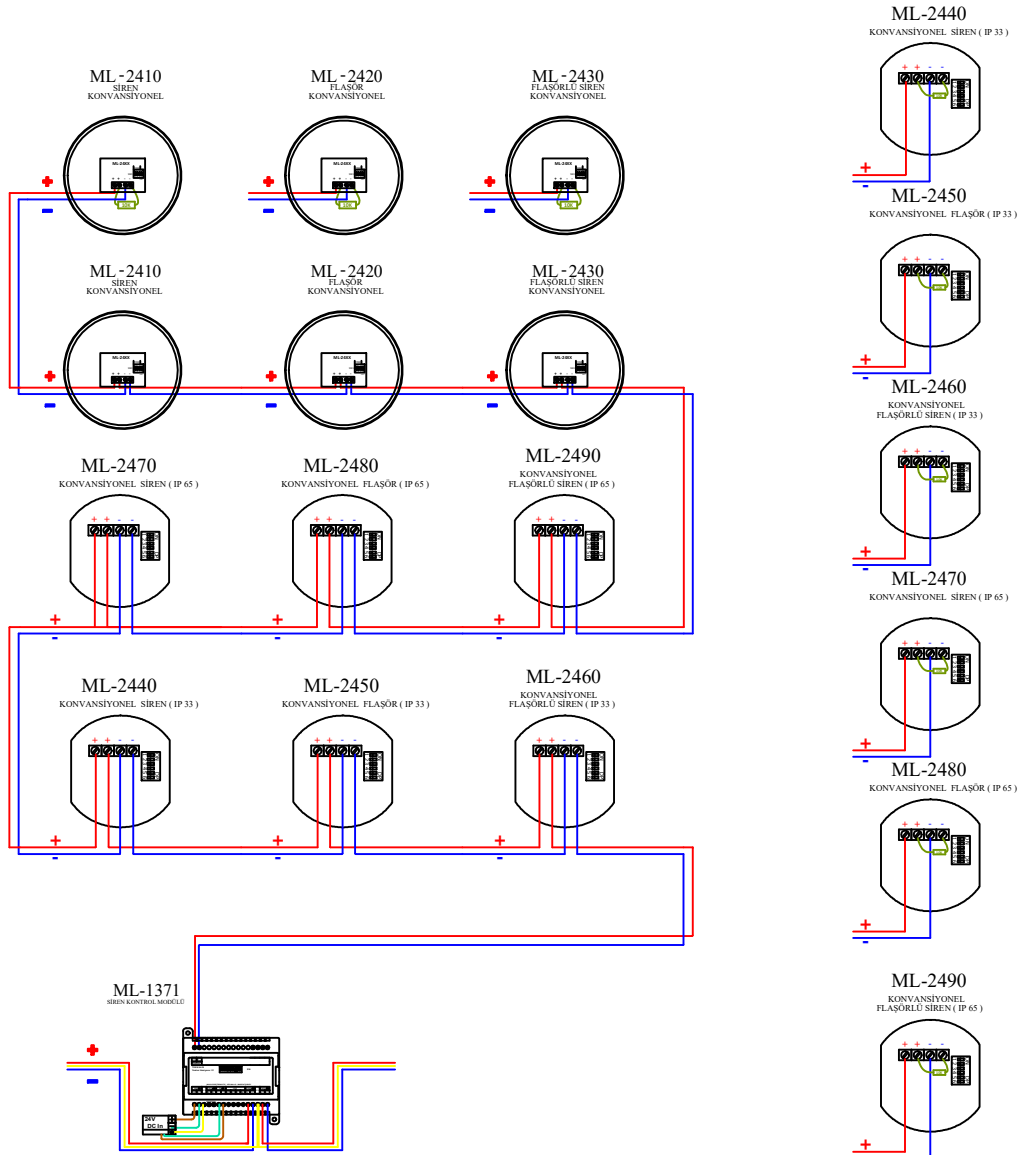 ML-2410
SİREN
KONVANSİYONEL
ML-2420
FLAŞÖR
KONVANSİYONEL
ML-2430
FLAŞÖRLÜ SİREN
KONVANSİYONEL
ML-2410
SİREN
KONVANSİYONEL
ML-2420
FLAŞÖR
KONVANSİYONEL
ML-2430
FLAŞÖRLÜ SİREN
KONVANSİYONEL
ML-2470
KONVANSİYONEL SİREN ( IP 65 )
ML-2480
KONVANSİYONEL FLAŞÖR ( IP 65 )
ML-2490
KONVANSİYONEL
FLAŞÖRLÜ SİREN ( IP 65 )
ML-2440
KONVANSİYONEL SİREN ( IP 33 )
ML-2450
KONVANSİYONEL FLAŞÖR ( IP 33 )
ML-2460
KONVANSİYONEL
FLAŞÖRLÜ SİREN ( IP 33 )
ML-1371
SİREN KONTROL MODÜLÜ
24V
DC In
ML-2440
KONVANSİYONEL SİREN ( IP 33 )
ML-2450
KONVANSİYONEL FLAŞÖR ( IP 33 )
ML-2460
KONVANSİYONEL
FLAŞÖRLÜ SİREN ( IP 33 )
ML-2470
KONVANSİYONEL SİREN ( IP 65 )
ML-2480
KONVANSİYONEL FLAŞÖR ( IP 65 )
ML-2490
KONVANSİYONEL
FLAŞÖRLÜ SİREN ( IP 65 )